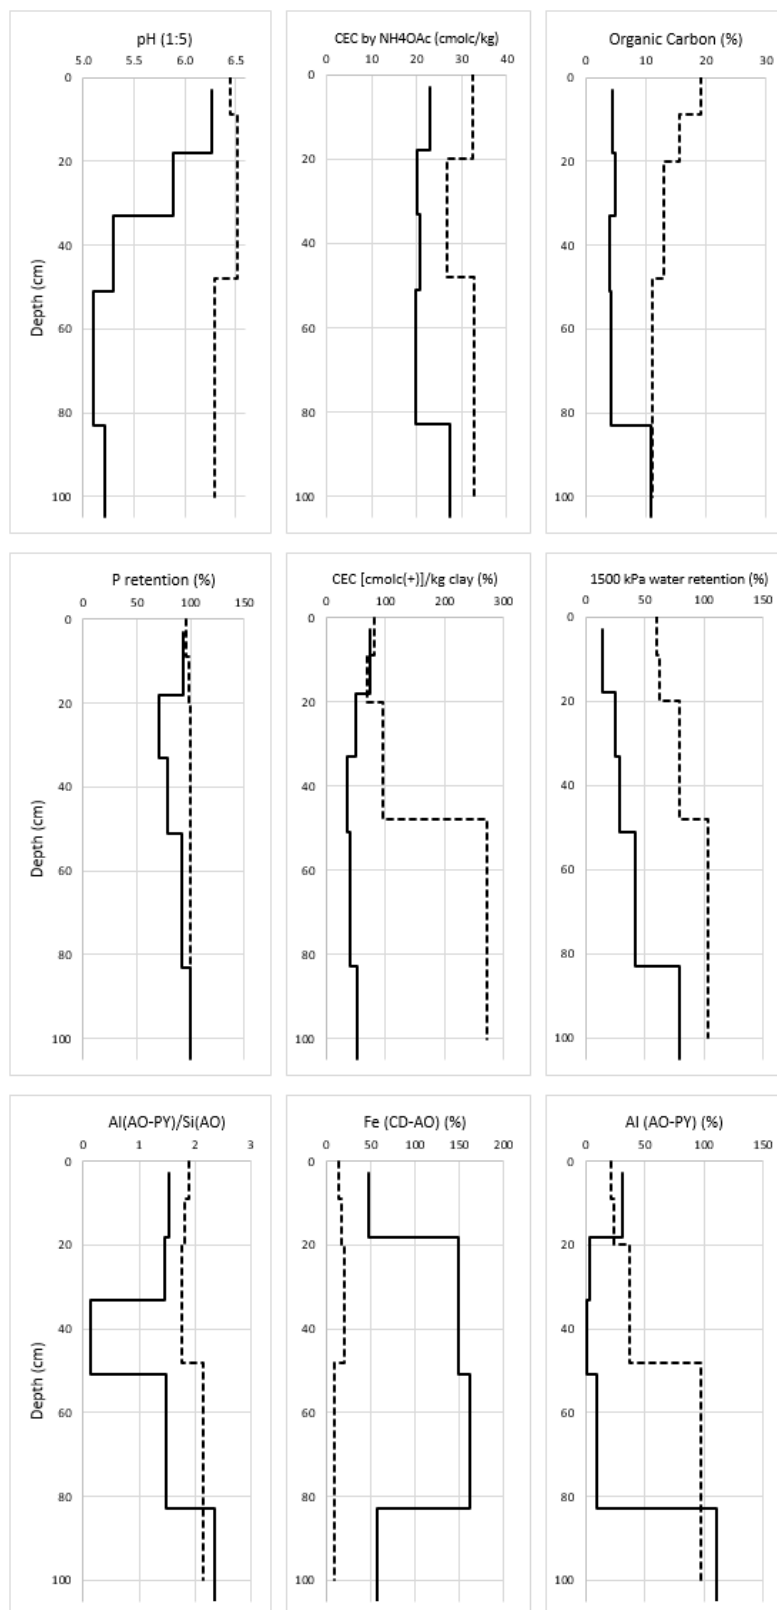 pH (1:5)
5.0 5.5 6.0 6.5
0
20
40
60
80
100
Depth (cm)
CEC by NH4OAc (cmolc/kg)
0 10 20 30 40
0
20
40
60
80
100
Organic Carbon (%)
0 10 20 30
0
20
40
60
80
100
P retention (%)
0 50 100 150
0
20
40
60
80
100
Depth (cm)
CEC [cmolc(+)]/kg clay (%)
0 100 200 300
0
20
40
60
80
100
1500 kPa water retention (%)
0 50 100 150
0
20
40
60
80
100
Al(AO-PY)/Si(AO)
0 1 2 3
0
20
40
60
80
100
Depth (cm)
Fe (CD-AO) (%)
0 50 100 150 200
0
20
40
60
80
100
Al (AO-PY) (%)
0 50 100 150
0
20
40
60
80
100